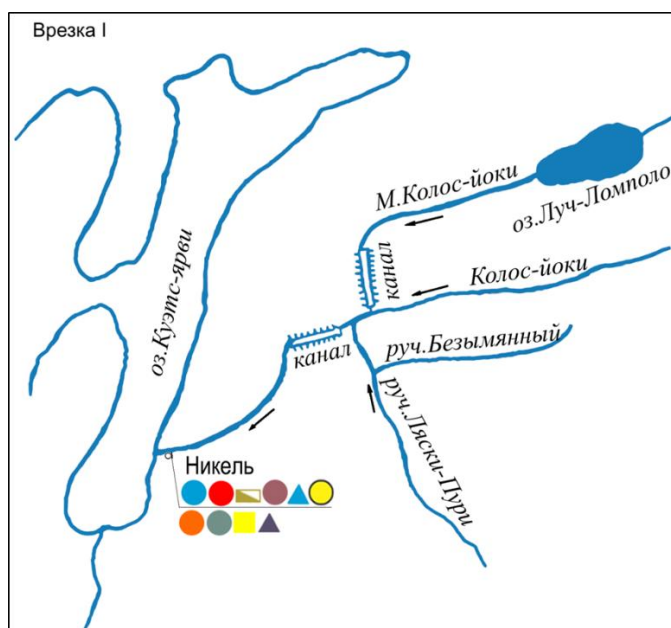 Врезка I
М.Колос-йоки
оз.Луч-Ломполо
канал
Колос-йоки
оз.Куэтс-ярви
канал
руч.Безымянный
руч.Ляски-Пури
Никель